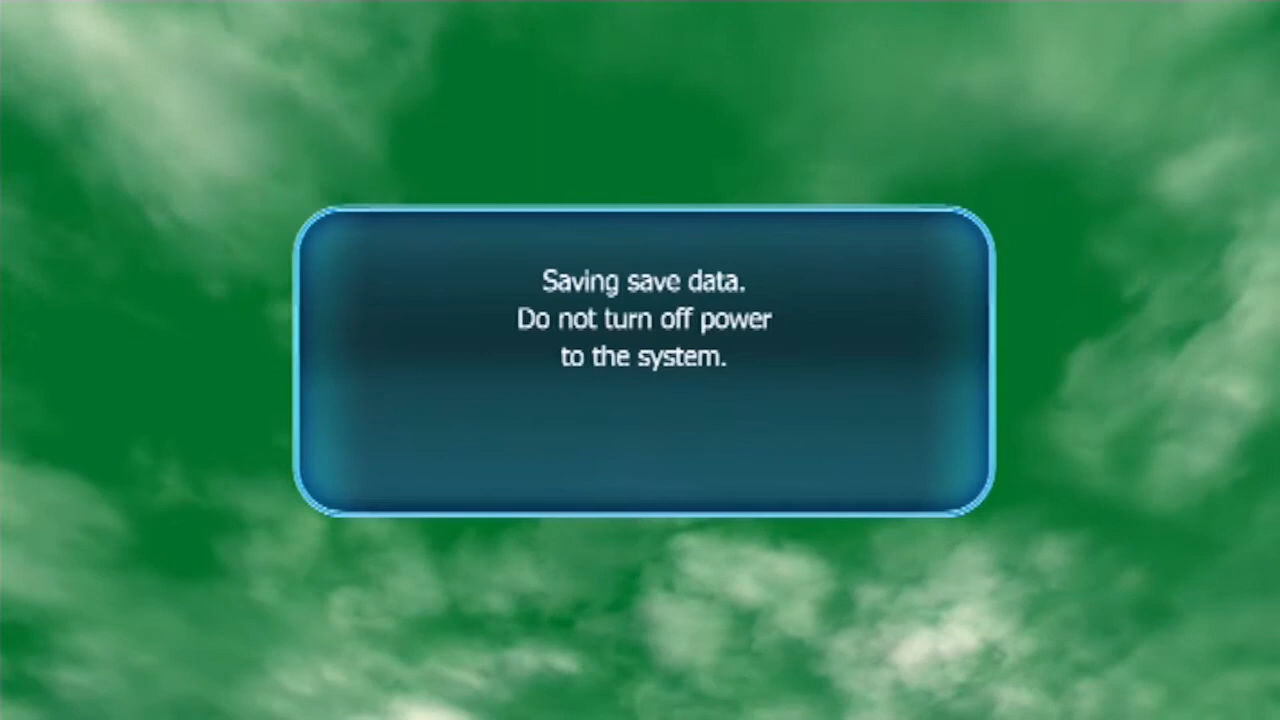 Saving save data.
Do not turn off power
to the system.